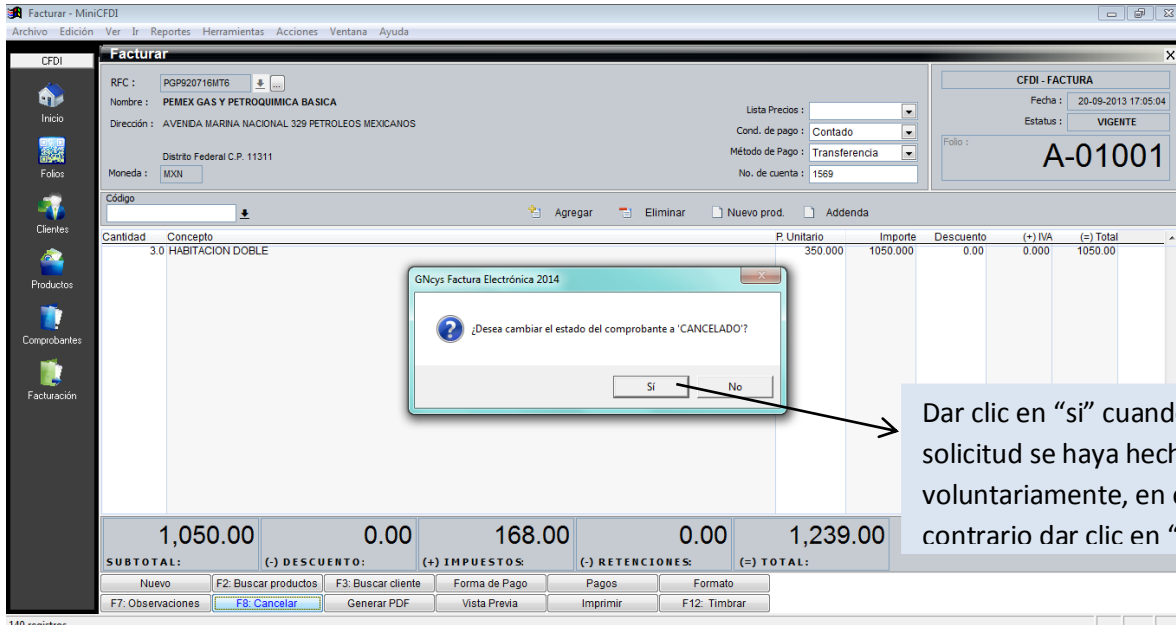 Facturar - MiniCFDI
Archivo Edición Ver Ir Reportes Herramientas Acciones Ventana Ayuda
CFDI
Inicio
Folios
Clientes
Productos
Comprobantes
Facturación
Facturar
RFC : PGP920716MT6 ...
Nombre : PEMEX GAS Y PETROQUIMICA BASICA
Dirección : AVENIDA MARINA NACIONAL 329 PETROLEOS MEXICANOS
Distrito Federal C.P. 11311
Moneda : MXN
Lista Precios :
Cond. de pago : Contado
Método de Pago : Transferencia
No. de cuenta : 1569
CFDI - FACTURA
Fecha : 20-09-2013 17:05:04
Estatus : VIGENTE
Folio : A-01001
Código
Agregar Eliminar Nuevo prod. Addenda
Cantidad Concepto P. Unitario Importe Descuento (+) IVA (=) Total
3.0 HABITACION DOBLE 350.000 1050.000 0.00 0.000 1050.00
GNcys Factura Electrónica 2014
¿Desea cambiar el estado del comprobante a 'CANCELADO'?
Sí No
Dar clic en “si” cuand
solicitud se haya hech
voluntariamente, en
contrario dar clic en “
1,050.00 0.00 168.00 0.00 1,239.00
SUBTOTAL: (-) DESCUENTO: (+) IMPUESTOS: (-) RETENCIONES: (=) TOTAL:
Nuevo F2: Buscar productos F3: Buscar cliente Forma de Pago Pagos Formato
F7: Observaciones F8: Cancelar Generar PDF Vista Previa Imprimir F12: Timbrar
140 registros